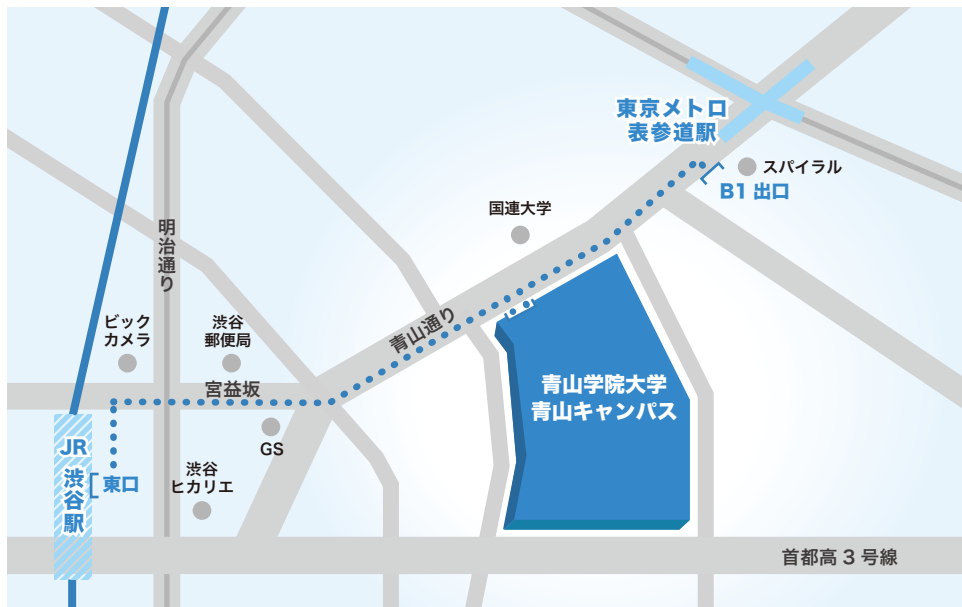 東京メトロ
表参道駅
スパイラル
B1 出口
国連大学
明治通り
青山通り
ビック
カメラ
渋谷
郵便局
宮益坂
青山学院大学
青山キャンパス
GS
JR
渋谷駅
東口
渋谷
ヒカリエ
首都高 3 号線